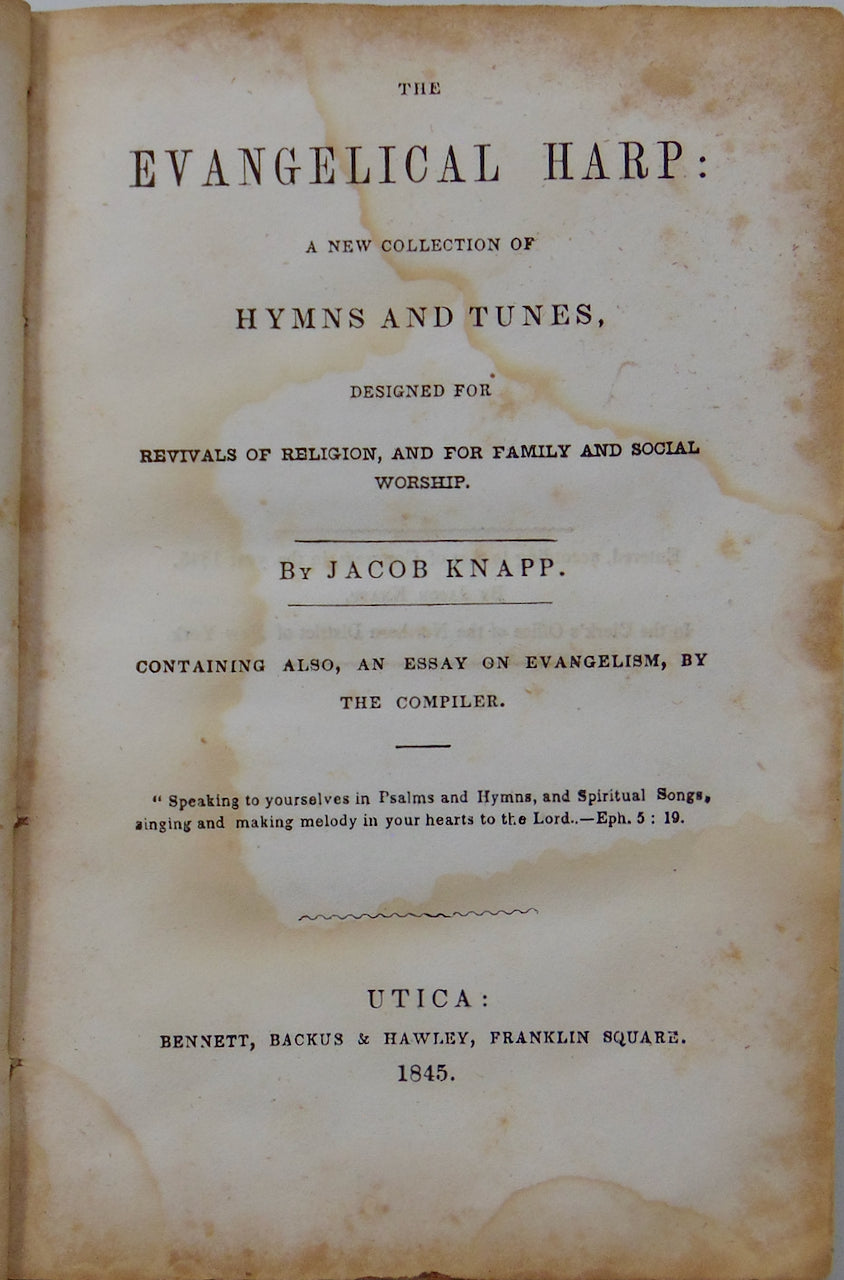 THE
EVANGELICAL HARP:
A NEW COLLECTION OF
HYMNS AND TUNES,
DESIGNED FOR
REVIVALS OF RELIGION, AND FOR FAMILY AND SOCIAL
WORSHIP.
By JACOB KNAPP.
CONTAINING ALSO, AN ESSAY ON EVANGELISM, BY
THE COMPILER.
“ Speaking to yourselves in Psalms and Hymns, and Spiritual Songs,
singing and making melody in your hearts to the Lord..—Eph. 5 : 19.
UTICA:
BENNETT, BACKUS & HAWLEY, FRANKLIN SQUARE.
1845.